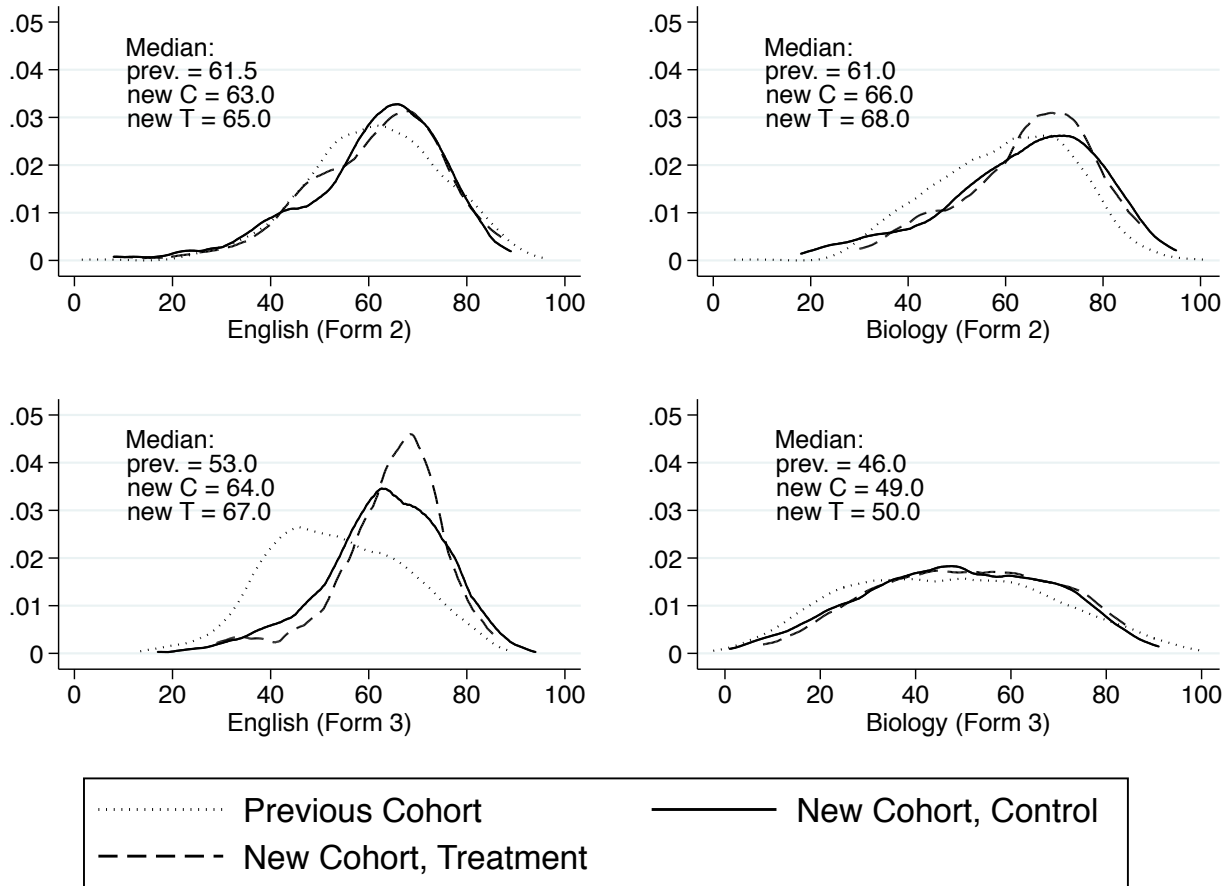 .05
.04
.03
.02
.01
0
Median:
prev. = 61.5
new C = 63.0
new T = 65.0
0 20 40 60 80 100
English (Form 2)
.05
.04
.03
.02
.01
0
Median:
prev. = 61.0
new C = 66.0
new T = 68.0
0 20 40 60 80 100
Biology (Form 2)
.05
.04
.03
.02
.01
0
Median:
prev. = 53.0
new C = 64.0
new T = 67.0
0 20 40 60 80 100
English (Form 3)
.05
.04
.03
.02
.01
0
Median:
prev. = 46.0
new C = 49.0
new T = 50.0
0 20 40 60 80 100
Biology (Form 3)
Previous Cohort
New Cohort, Control
New Cohort, Treatment